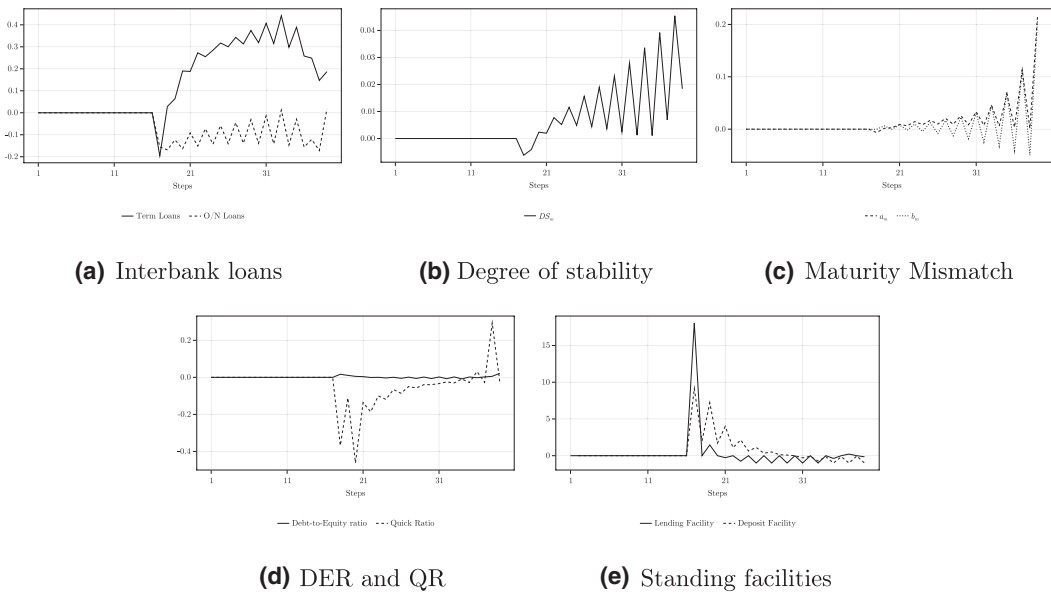 0.4
0.3
0.2
0.1
0.0
-0.1
-0.2
1 11 21 31
Steps
Term Loans O/N Loans
(a) Interbank loans
0.04
0.03
0.02
0.01
0.00
1 11 21 31
Steps
DSₘ
(b) Degree of stability
0.2
0.1
0.0
1 11 21 31
Steps
aₘ bₘ
(c) Maturity Mismatch
0.2
0.0
-0.2
-0.4
1 11 21 31
Steps
Debt-to-Equity ratio Quick Ratio
(d) DER and QR
15
10
5
0
1 11 21 31
Steps
Lending Facility Deposit Facility
(e) Standing facilities